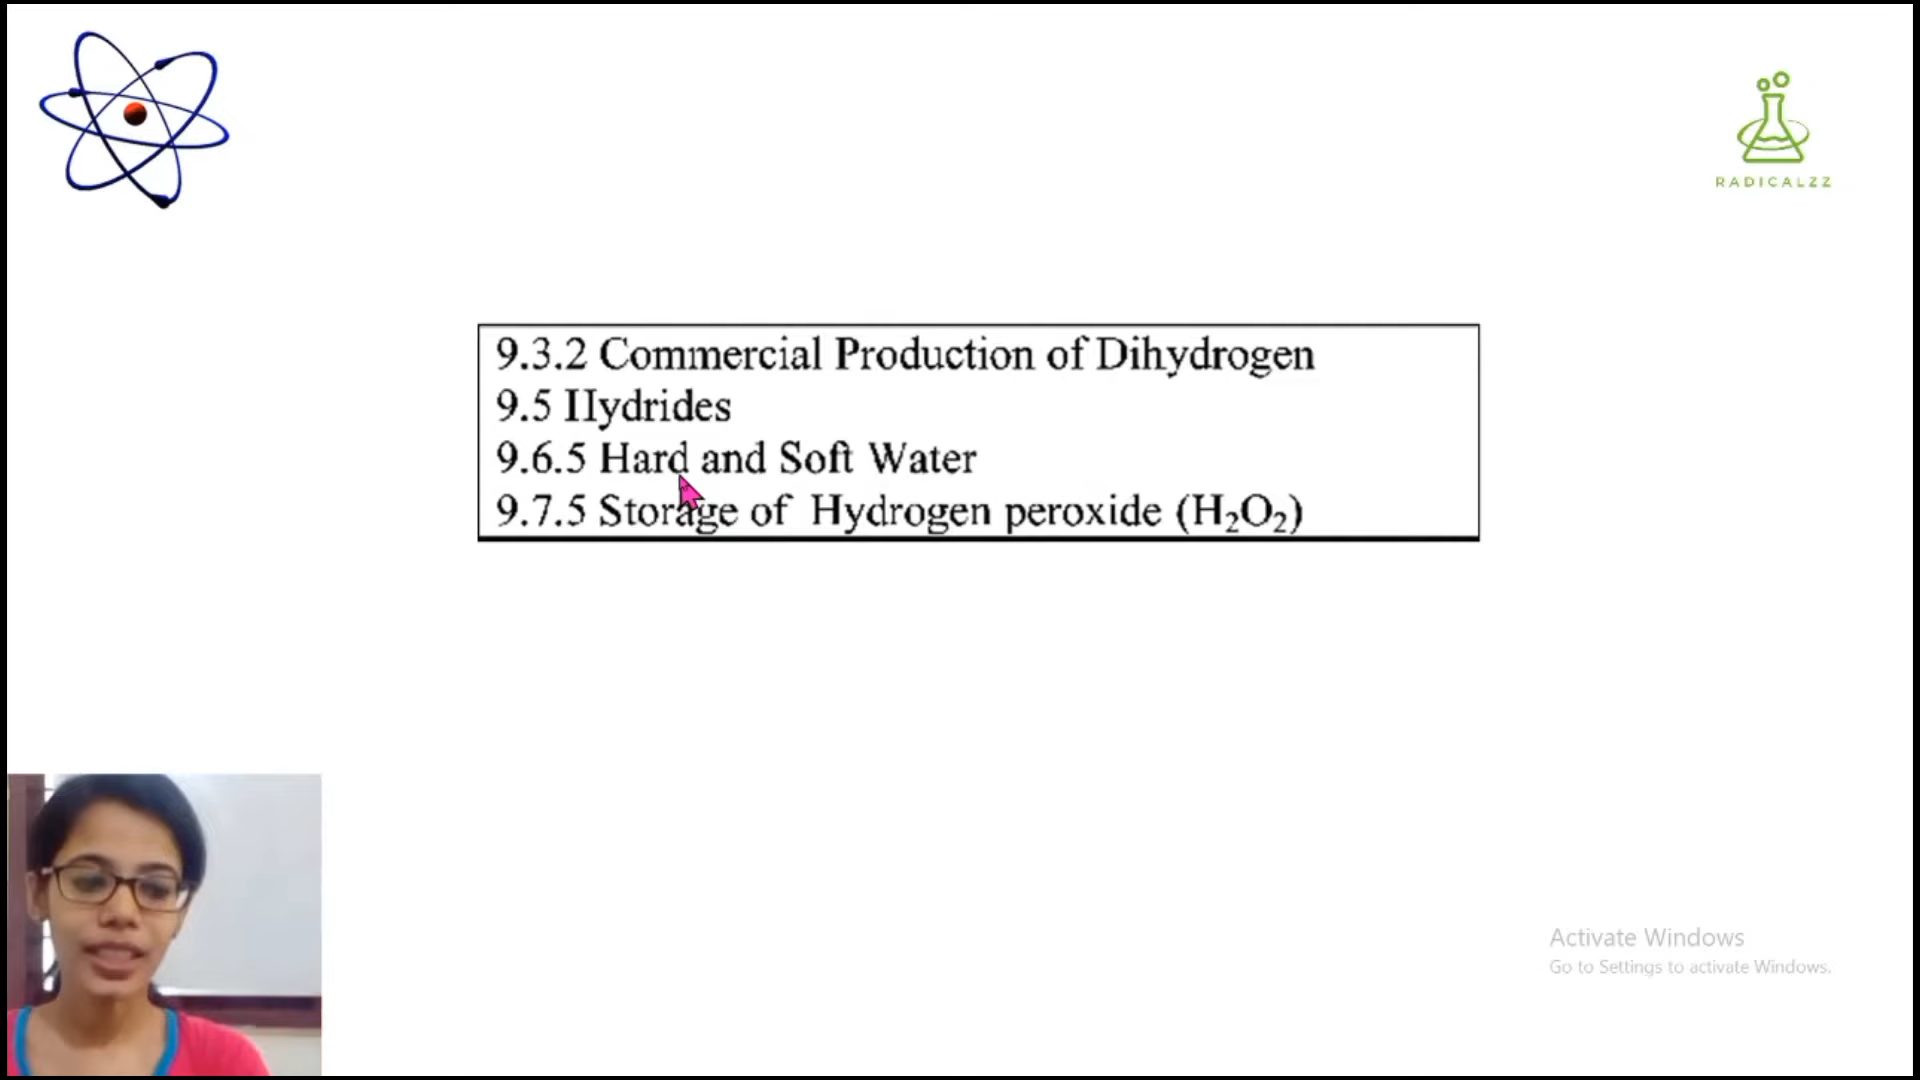 RADICALZZ
9.3.2 Commercial Production of Dihydrogen
9.5 Hydrides
9.6.5 Hard and Soft Water
9.7.5 Storage of Hydrogen peroxide (H₂O₂)
Activate Windows
Go to Settings to activate Windows.